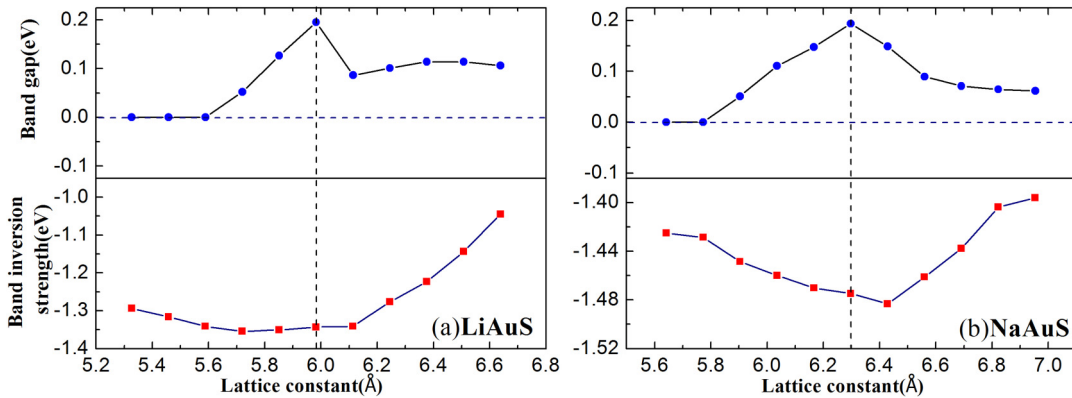 Band gap(eV)
0.2
0.1
0.0
-0.1
Band inversion
strength(eV)
-1.0
-1.1
-1.2
-1.3
-1.4
(a)LiAuS
5.2 5.4 5.6 5.8 6.0 6.2 6.4 6.6 6.8
Lattice constant(Å)
0.2
0.1
0.0
-0.1
-1.40
-1.44
-1.48
-1.52
(b)NaAuS
5.4 5.6 5.8 6.0 6.2 6.4 6.6 6.8 7.0
Lattice constant(Å)